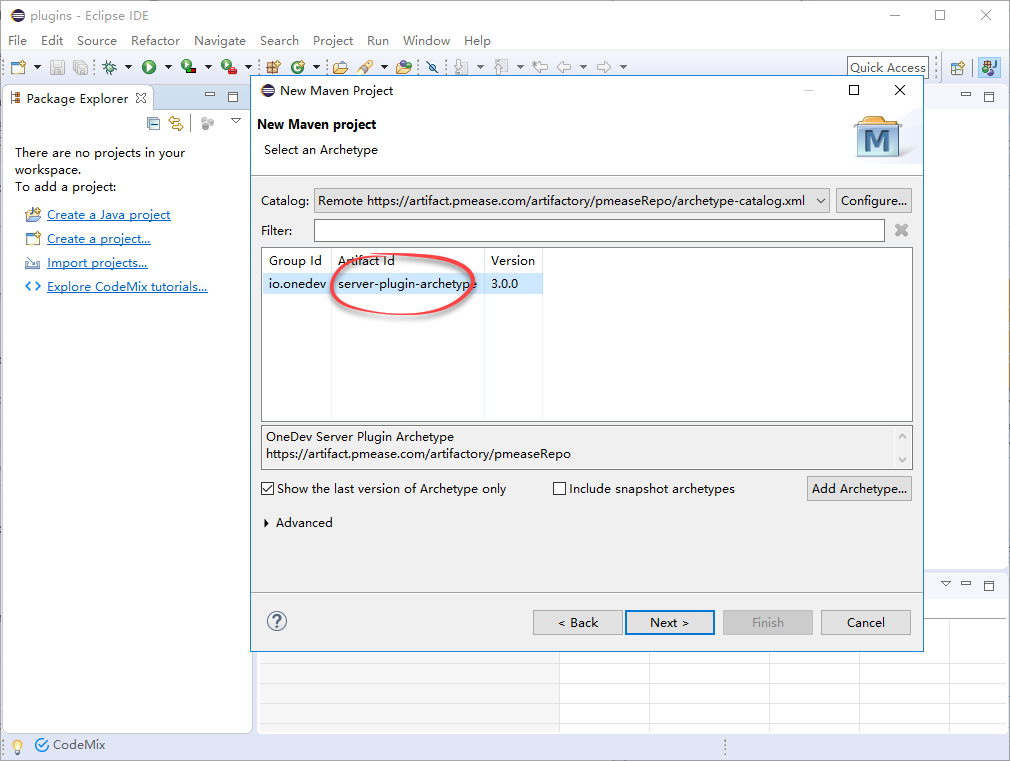 plugins - Eclipse IDE
File Edit Source Refactor Navigate Search Project Run Window Help
Quick Access
Package Explorer
There are no projects in your
workspace.
To add a project:
Create a Java project
Create a project...
Import projects...
Explore CodeMix tutorials...
New Maven Project
New Maven project
Select an Archetype
M
Catalog: Remote https://artifact.pmease.com/artifactory/pmeaseRepo/archetype-catalog.xml Configure...
Filter:
Group Id Artifact Id Version
io.onedev server-plugin-archetype 3.0.0
OneDev Server Plugin Archetype
https://artifact.pmease.com/artifactory/pmeaseRepo
Show the last version of Archetype only Include snapshot archetypes Add Archetype...
Advanced
? < Back Next > Finish Cancel
CodeMix